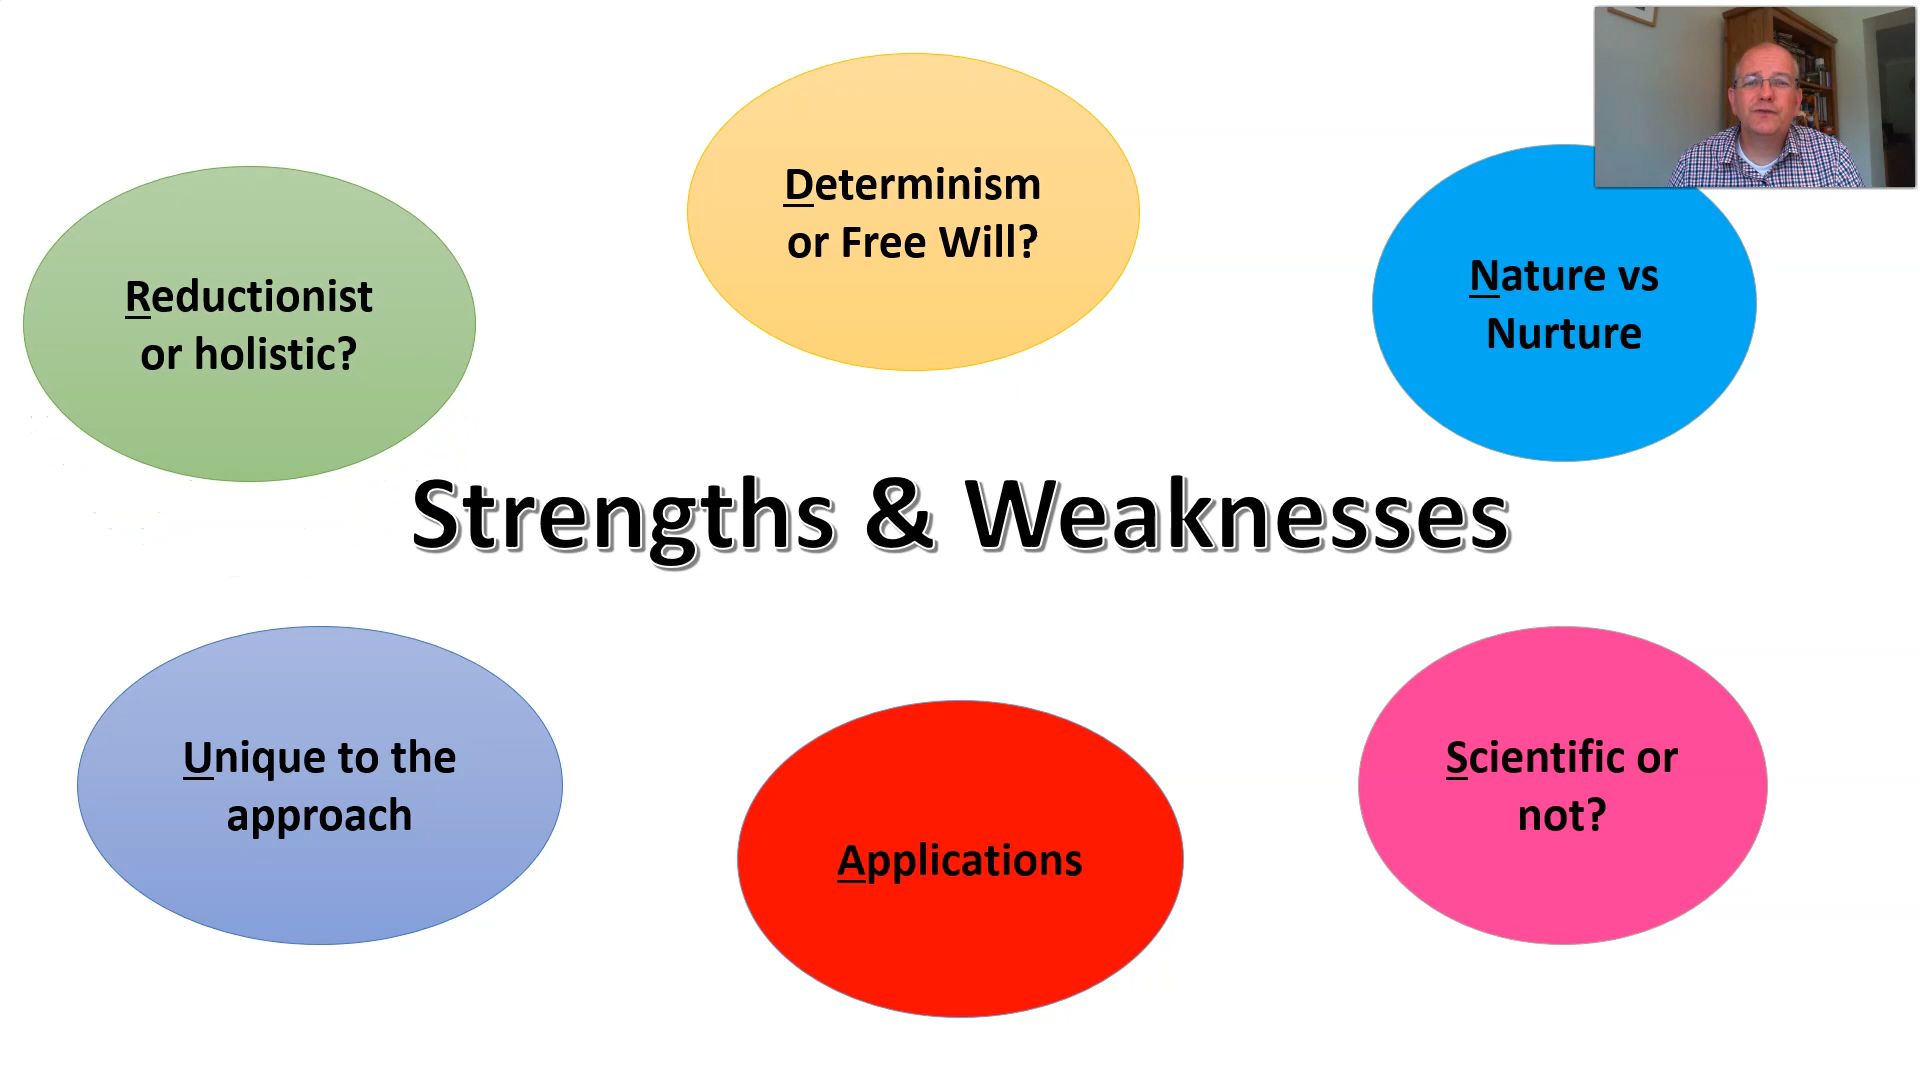 Determinism
or Free Will?
Nature vs
Nurture
Reductionist
or holistic?
Strengths & Weaknesses
Unique to the
approach
Applications
Scientific or
not?